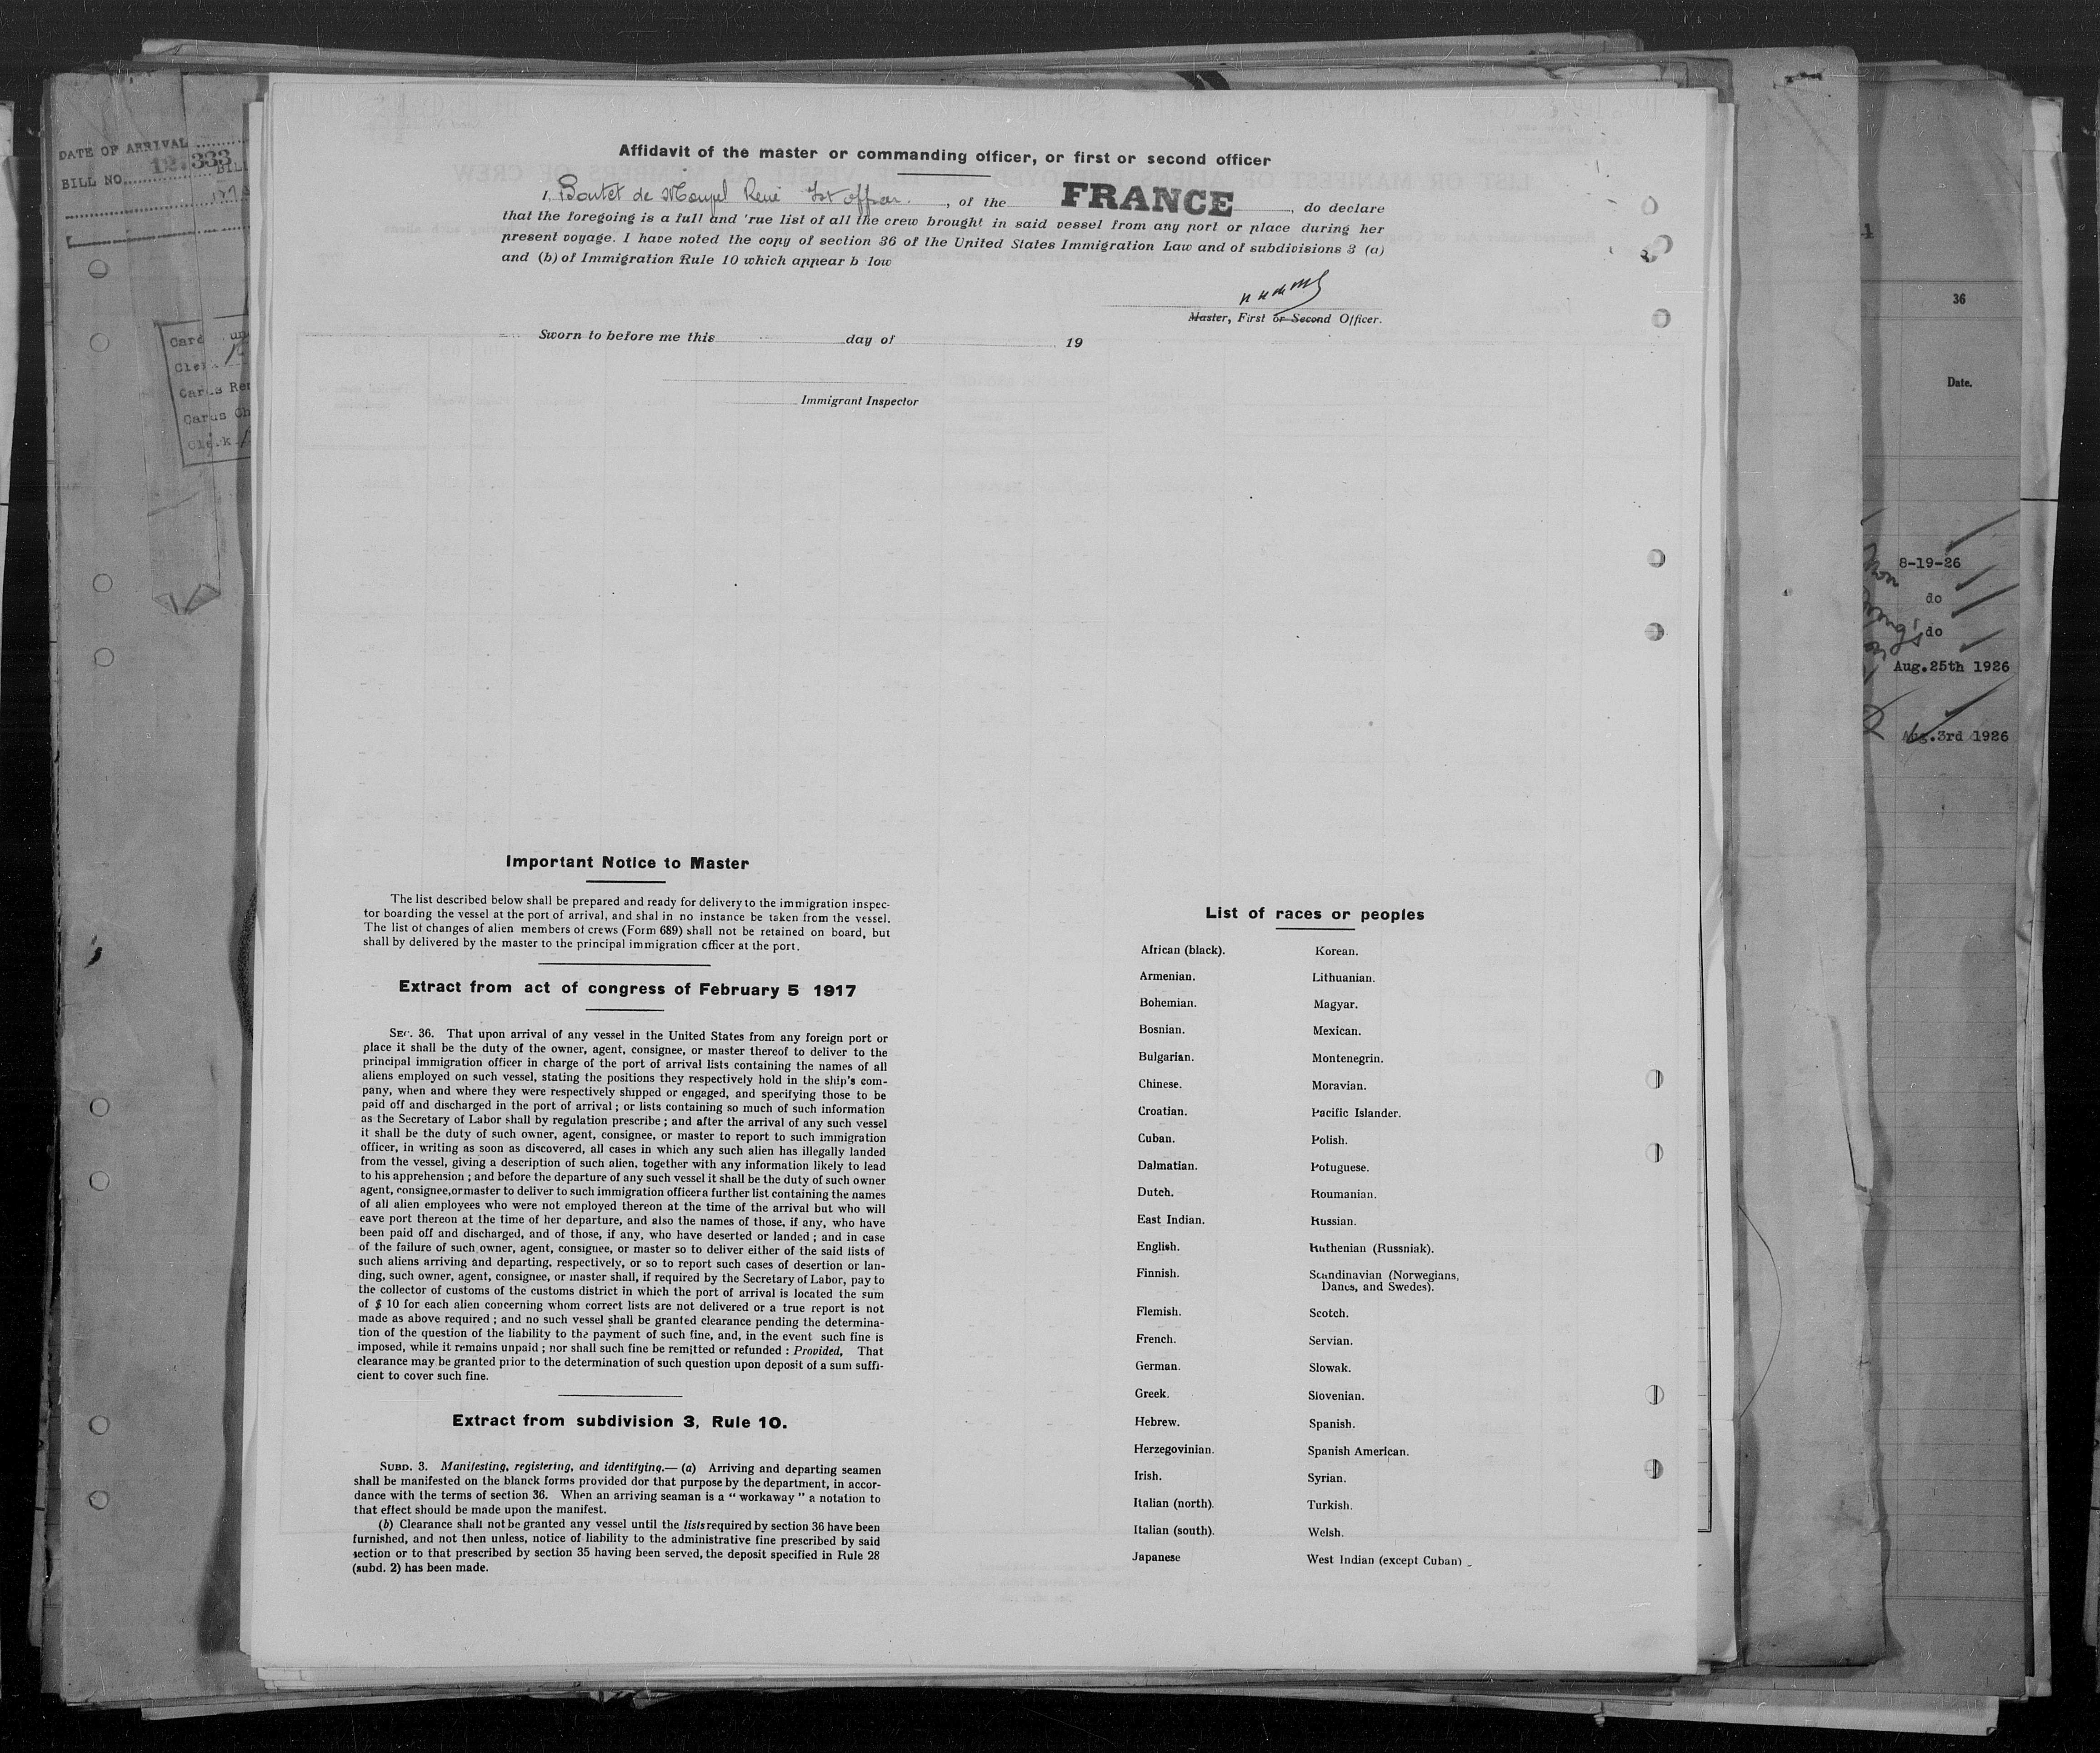 DATE OF ARRIVAL
12.333
BILL NO. BILL
Card
Clerk
Cards Rer
Cards Ch
Clerk
Affidavit of the master or commanding officer, or first or second officer
I, Boutet de Monvel René 1st officer. , of the FRANCE , do declare
that the foregoing is a full and 'rue list of all the crew brought in said vessel from any port or place during her
present voyage. I have noted the copy of section 36 of the United States Immigration Law and of subdivisions 3 (a)
and (b) of Immigration Rule 10 which appear b low
Master, First or Second Officer.
Sworn to before me this day of 19
Immigrant Inspector
Important Notice to Master
The list described below shall be prepared and ready for delivery to the immigration inspec-
tor boarding the vessel at the port of arrival, and shal in no instance be taken from the vessel.
The list of changes of alien members of crews (Form 689) shall not be retained on board, but
shall by delivered by the master to the principal immigration officer at the port.
Extract from act of congress of February 5 1917
SEC. 36. That upon arrival of any vessel in the United States from any foreign port or
place it shall be the duty of the owner, agent, consignee, or master thereof to deliver to the
principal immigration officer in charge of the port of arrival lists containing the names of all
aliens employed on such vessel, stating the positions they respectively hold in the ship's com-
pany, when and where they were respectively shipped or engaged, and specifying those to be
paid off and discharged in the port of arrival ; or lists containing so much of such information
as the Secretary of Labor shall by regulation prescribe ; and after the arrival of any such vessel
it shall be the duty of such owner, agent, consignee, or master to report to such immigration
officer, in writing as soon as discovered, all cases in which any such alien has illegally landed
from the vessel, giving a description of such alien, together with any information likely to lead
to his apprehension ; and before the departure of any such vessel it shall be the duty of such owner
agent, consignee, or master to deliver to such immigration officer a further list containing the names
of all alien employees who were not employed thereon at the time of the arrival but who will
eave port thereon at the time of her departure, and also the names of those, if any, who have
been paid off and discharged, and of those, if any, who have deserted or landed ; and in case
of the failure of such owner, agent, consignee, or master so to deliver either of the said lists of
such aliens arriving and departing, respectively, or so to report such cases of desertion or lan-
ding, such owner, agent, consignee, or master shall, if required by the Secretary of Labor, pay to
the collector of customs of the customs district in which the port of arrival is located the sum
of $ 10 for each alien concerning whom correct lists are not delivered or a true report is not
made as above required ; and no such vessel shall be granted clearance pending the determina-
tion of the question of the liability to the payment of such fine, and, in the event such fine is
imposed, while it remains unpaid ; nor shall such fine be remitted or refunded : Provided, That
clearance may be granted prior to the determination of such question upon deposit of a sum suffi-
cient to cover such fine.
Extract from subdivision 3, Rule 10.
SUBD. 3. Manifesting, registering, and identifying.— (a) Arriving and departing seamen
shall be manifested on the blanck forms provided dor that purpose by the department, in accor-
dance with the terms of section 36. When an arriving seaman is a " workaway " a notation to
that effect should be made upon the manifest.
(b) Clearance shall not be granted any vessel until the lists required by section 36 have been
furnished, and not then unless, notice of liability to the administrative fine prescribed by said
section or to that prescribed by section 35 having been served, the deposit specified in Rule 28
(subd. 2) has been made.
List of races or peoples
African (black).
Armenian.
Bohemian.
Bosnian.
Bulgarian.
Chinese.
Croatian.
Cuban.
Dalmatian.
Dutch.
East Indian.
English.
Finnish.
Flemish.
French.
German.
Greek.
Hebrew.
Herzegovinian.
Irish.
Italian (north).
Italian (south).
Japanese
Korean.
Lithuanian.
Magyar.
Mexican.
Montenegrin.
Moravian.
Pacific Islander.
Polish.
Potuguese.
Roumanian.
Russian.
Ruthenian (Russniak).
Scandinavian (Norwegians,
Danes, and Swedes).
Scotch.
Servian.
Slowak.
Slovenian.
Spanish.
Spanish American.
Syrian.
Turkish.
Welsh.
West Indian (except Cuban)
36
Date.
8-19-26
do
do
Aug.25th 1926
Aug.3rd 1926